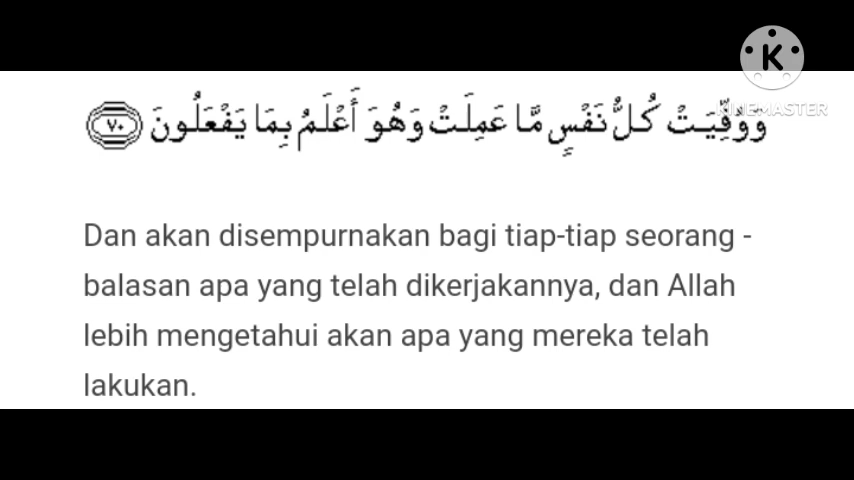 K
KINEMASTER
وَوُفِّيَتْ كُلُّ نَفْسٍ مَّا عَمِلَتْ وَهُوَ أَعْلَمُ بِمَا يَفْعَلُونَ ٧٠
Dan akan disempurnakan bagi tiap-tiap seorang -
balasan apa yang telah dikerjakannya, dan Allah
lebih mengetahui akan apa yang mereka telah
lakukan.